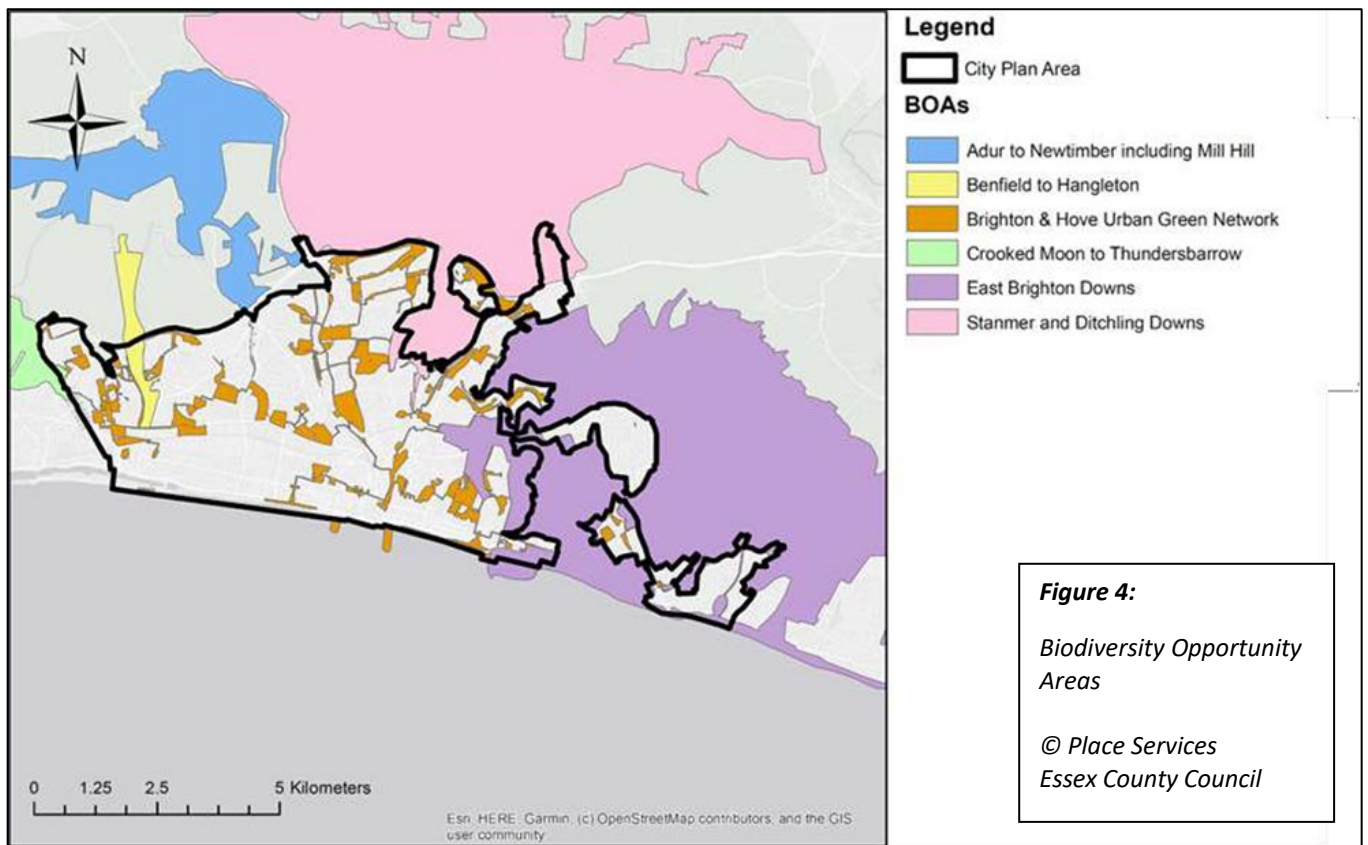 N
Legend
City Plan Area
BOAs
Adur to Newtimber including Mill Hill
Benfield to Hangleton
Brighton & Hove Urban Green Network
Crooked Moon to Thundersbarrow
East Brighton Downs
Stanmer and Ditchling Downs
0 1.25 2.5 5 Kilometers
Esri, HERE, Garmin, (c) OpenStreetMap contributors, and the GIS
user community
Figure 4:
Biodiversity Opportunity
Areas
© Place Services
Essex County Council